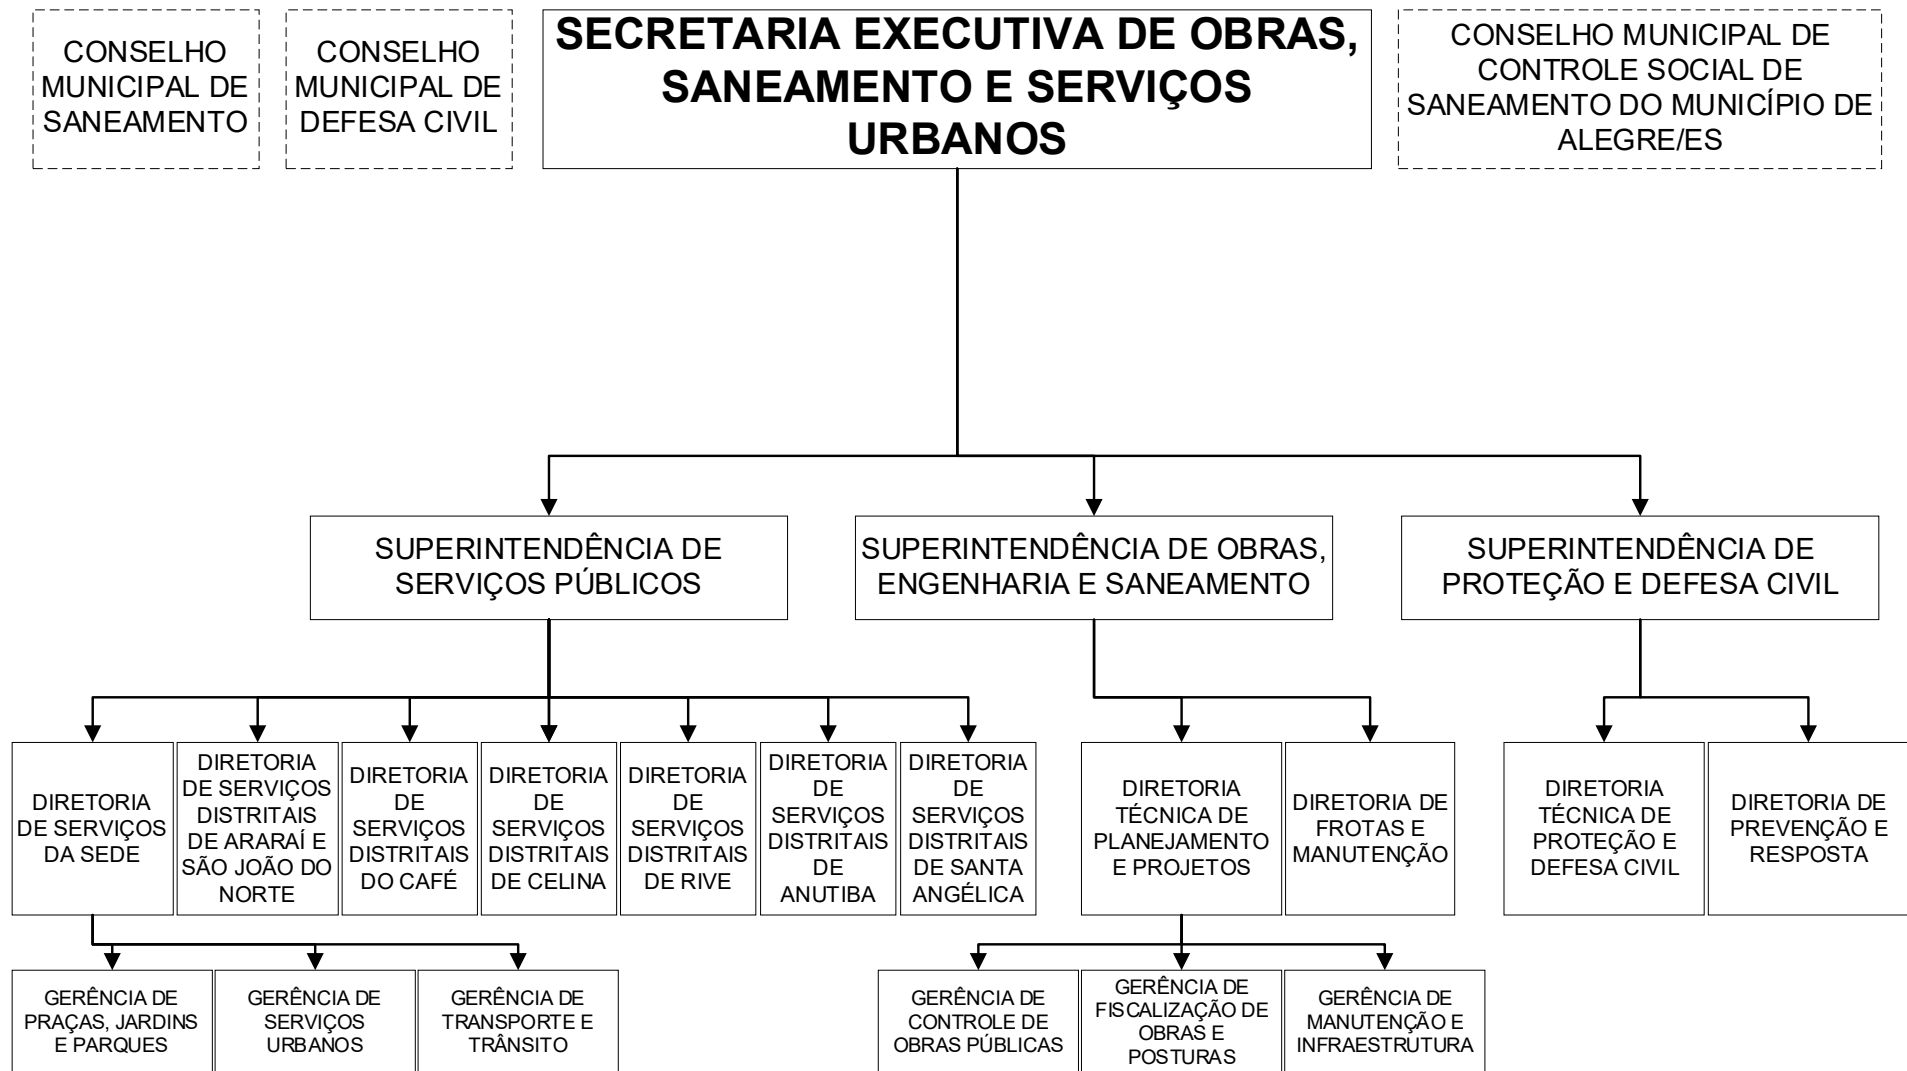 CONSELHO
MUNICIPAL DE
SANEAMENTO
CONSELHO
MUNICIPAL DE
DEFESA CIVIL
SECRETARIA EXECUTIVA DE OBRAS,
SANEAMENTO E SERVIÇOS
URBANOS
CONSELHO MUNICIPAL DE
CONTROLE SOCIAL DE
SANEAMENTO DO MUNICÍPIO DE
ALEGRE/ES
SUPERINTENDÊNCIA DE
SERVIÇOS PÚBLICOS
SUPERINTENDÊNCIA DE OBRAS,
ENGENHARIA E SANEAMENTO
SUPERINTENDÊNCIA DE
PROTEÇÃO E DEFESA CIVIL
DIRETORIA
DE SERVIÇOS
DA SEDE
DIRETORIA
DE SERVIÇOS
DISTRITAIS
DE ARARAÍ E
SÃO JOÃO DO
NORTE
DIRETORIA
DE
SERVIÇOS
DISTRITAIS
DO CAFÉ
DIRETORIA
DE
SERVIÇOS
DISTRITAIS
DE CELINA
DIRETORIA
DE
SERVIÇOS
DISTRITAIS
DE RIVE
DIRETORIA
DE
SERVIÇOS
DISTRITAIS
DE
ANUTIBA
DIRETORIA
DE
SERVIÇOS
DISTRITAIS
DE SANTA
ANGÉLICA
DIRETORIA
TÉCNICA DE
PLANEJAMENTO
E PROJETOS
DIRETORIA DE
FROTAS E
MANUTENÇÃO
DIRETORIA
TÉCNICA DE
PROTEÇÃO E
DEFESA CIVIL
DIRETORIA DE
PREVENÇÃO E
RESPOSTA
GERÊNCIA DE
PRAÇAS, JARDINS
E PARQUES
GERÊNCIA DE
SERVIÇOS
URBANOS
GERÊNCIA DE
TRANSPORTE E
TRÂNSITO
GERÊNCIA DE
CONTROLE DE
OBRAS PÚBLICAS
GERÊNCIA DE
FISCALIZAÇÃO DE
OBRAS E
POSTURAS
GERÊNCIA DE
MANUTENÇÃO E
INFRAESTRUTURA